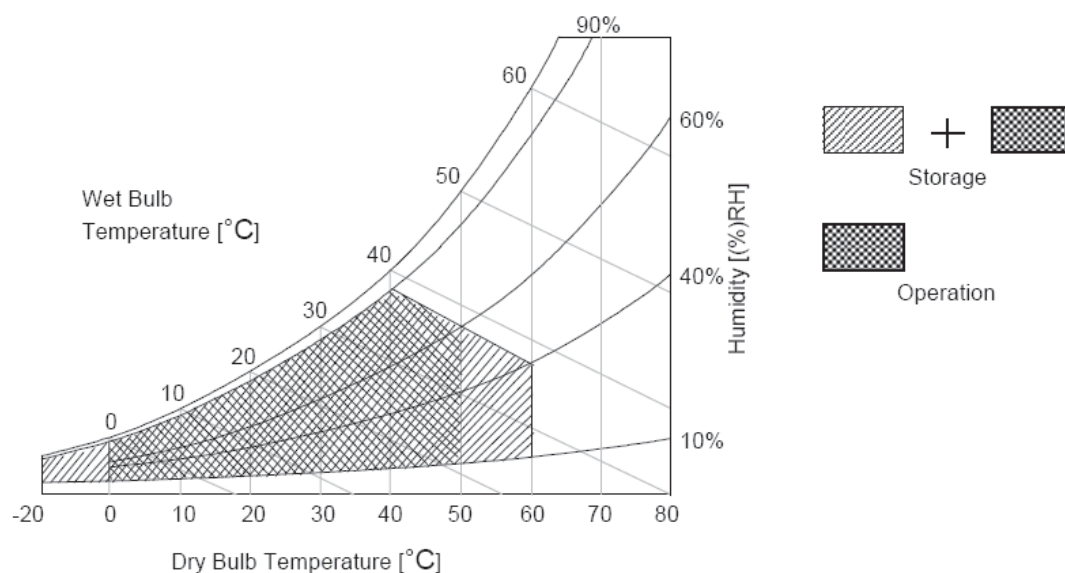 90%
60
60%
50
Storage
Wet Bulb
Temperature [°C]
40
40%
Humidity [(%)RH]
Operation
30
20
10
0
10%
-20 0 10 20 30 40 50 60 70 80
Dry Bulb Temperature [°C]